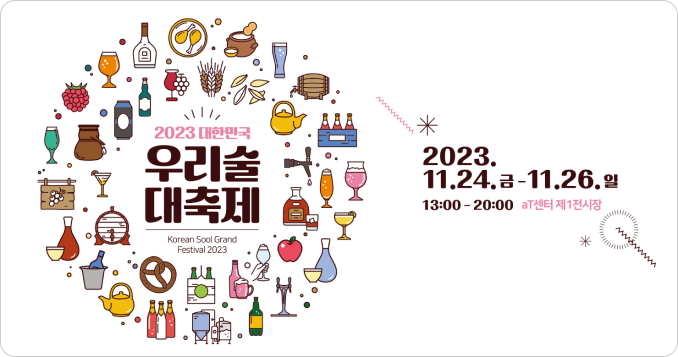 2023 대한민국
우리술
대축제
Korean Sool Grand
Festival 2023
2023.
11.24.금-11.26.일
13:00 - 20:00 aT센터 제1전시장